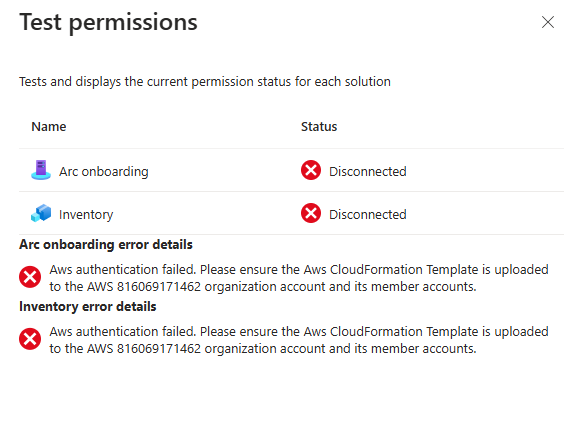 Test permissions
Tests and displays the current permission status for each solution
Name Status
Arc onboarding Disconnected
Inventory Disconnected
Arc onboarding error details
Aws authentication failed. Please ensure the Aws CloudFormation Template is uploaded
to the AWS 816069171462 organization account and its member accounts.
Inventory error details
Aws authentication failed. Please ensure the Aws CloudFormation Template is uploaded
to the AWS 816069171462 organization account and its member accounts.